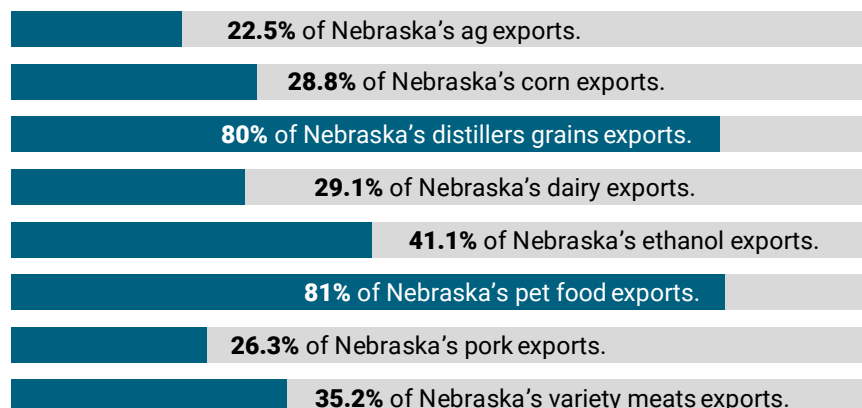 22.5% of Nebraska’s ag exports.
28.8% of Nebraska’s corn exports.
80% of Nebraska’s distillers grains exports.
29.1% of Nebraska’s dairy exports.
41.1% of Nebraska’s ethanol exports.
81% of Nebraska’s pet food exports.
26.3% of Nebraska’s pork exports.
35.2% of Nebraska’s variety meats exports.